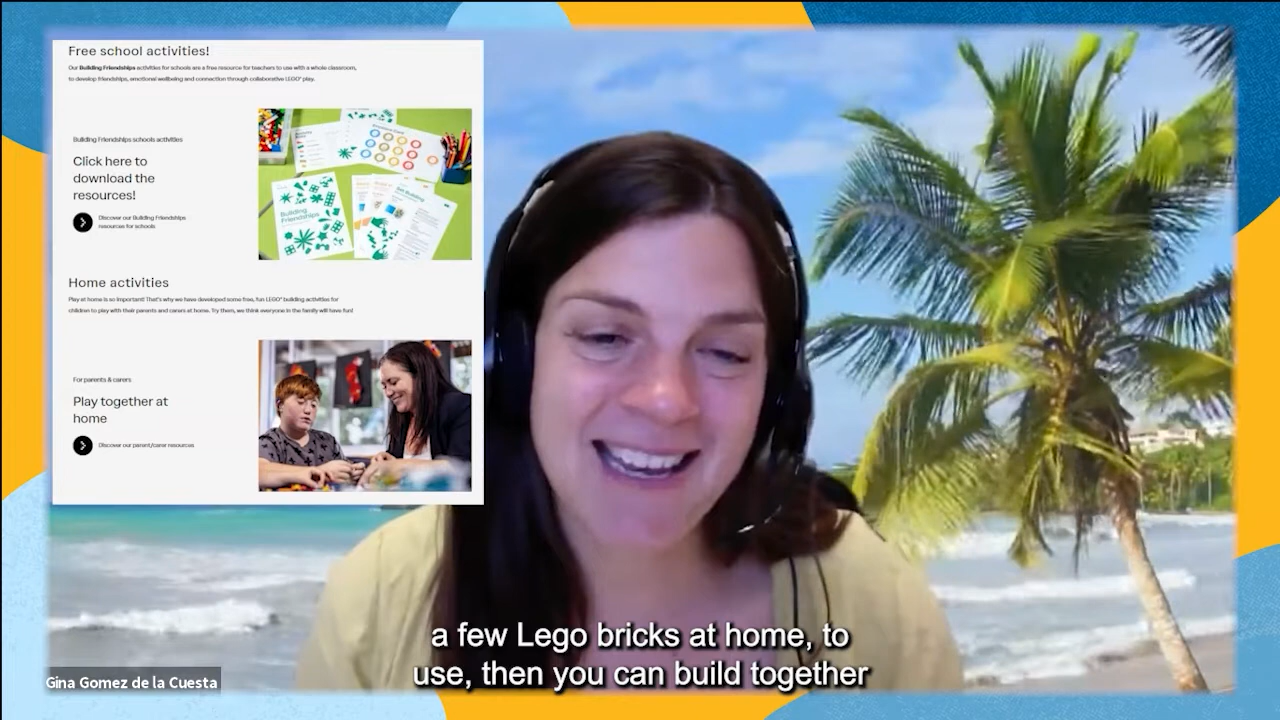 Free school activities!
Our Building Friendships activities for schools are a free resource for teachers to use with a whole classroom,
to develop friendships, emotional wellbeing and connection through collaborative LEGO® play.
Building Friendships schools activities
Click here to
download the
resources!
Discover our Building Friendships
resources for schools
Building
Friendships
Home activities
Play at home is so important! That's why we have developed some free, fun LEGO® building activities for
children to play with their parents and carers at home. Try them, we think everyone in the family will have fun!
For parents & carers
Play together at
home
Discover our parent/carer resources
a few Lego bricks at home, to
use, then you can build together
Gina Gomez de la Cuesta